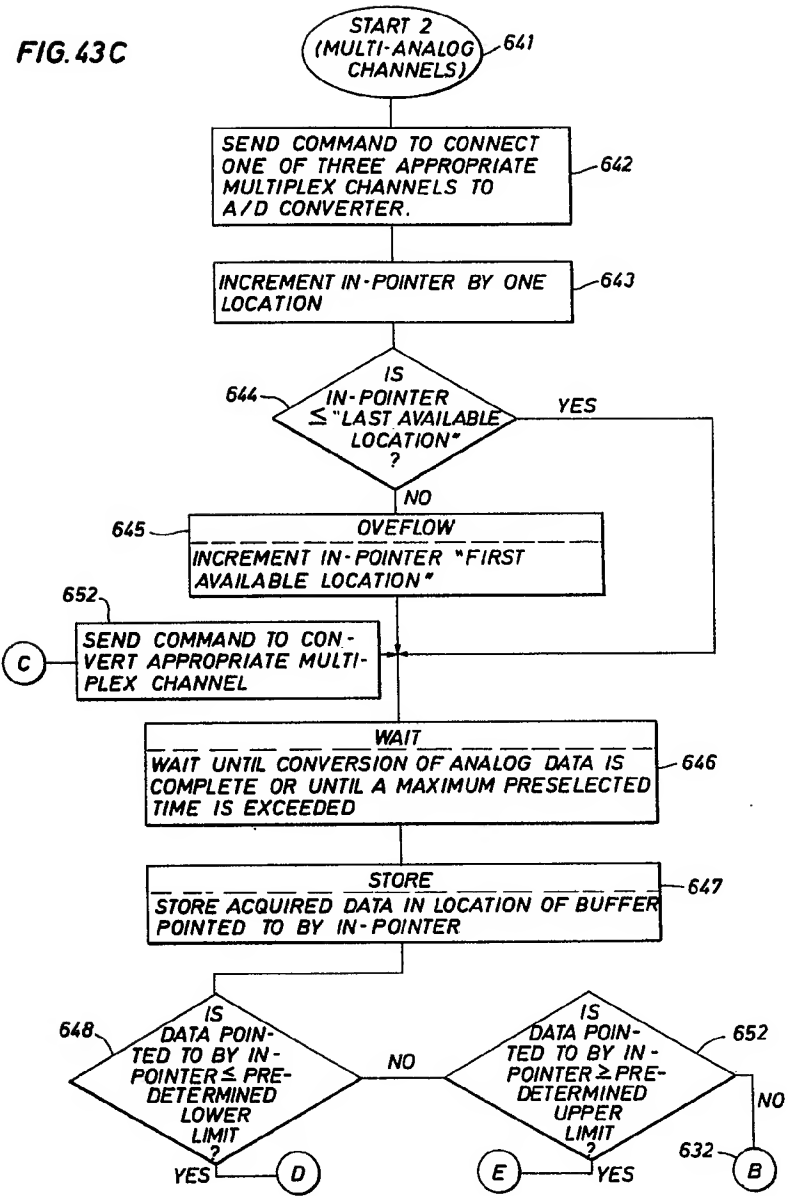 FIG. 43C
START 2
(MULTI-ANALOG
CHANNELS)
641
SEND COMMAND TO CONNECT
ONE OF THREE APPROPRIATE
MULTIPLEX CHANNELS TO
A/D CONVERTER.
642
INCREMENT IN-POINTER BY ONE
LOCATION
643
644
IS
IN-POINTER
≤ "LAST AVAILABLE
LOCATION"
?
YES
NO
645
OVEFLOW
INCREMENT IN-POINTER "FIRST
AVAILABLE LOCATION"
652
C
SEND COMMAND TO CON-
VERT APPROPRIATE MULTI-
PLEX CHANNEL
WAIT
WAIT UNTIL CONVERSION OF ANALOG DATA IS
COMPLETE OR UNTIL A MAXIMUM PRESELECTED
TIME IS EXCEEDED
646
STORE
STORE ACQUIRED DATA IN LOCATION OF BUFFER
POINTED TO BY IN-POINTER
647
648
IS
DATA POIN-
TED TO BY IN-
POINTER ≤ PRE-
DETERMINED
LOWER
LIMIT
?
NO
YES
D
652
IS
DATA POIN-
TED TO BY IN-
POINTER ≥ PRE-
DETERMINED
UPPER
LIMIT
?
NO
E
YES
632
B